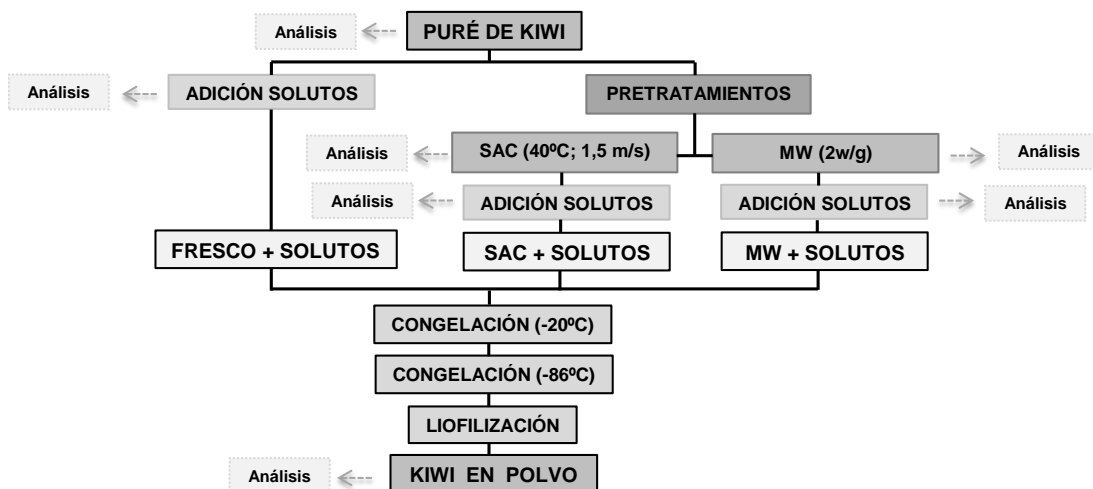 Análisis
PURÉ DE KIWI
Análisis
ADICIÓN SOLUTOS
PRETRATAMIENTOS
Análisis
SAC (40ºC; 1,5 m/s)
MW (2w/g)
Análisis
Análisis
ADICIÓN SOLUTOS
ADICIÓN SOLUTOS
Análisis
FRESCO + SOLUTOS
SAC + SOLUTOS
MW + SOLUTOS
CONGELACIÓN (-20ºC)
CONGELACIÓN (-86ºC)
LIOFILIZACIÓN
Análisis
KIWI EN POLVO